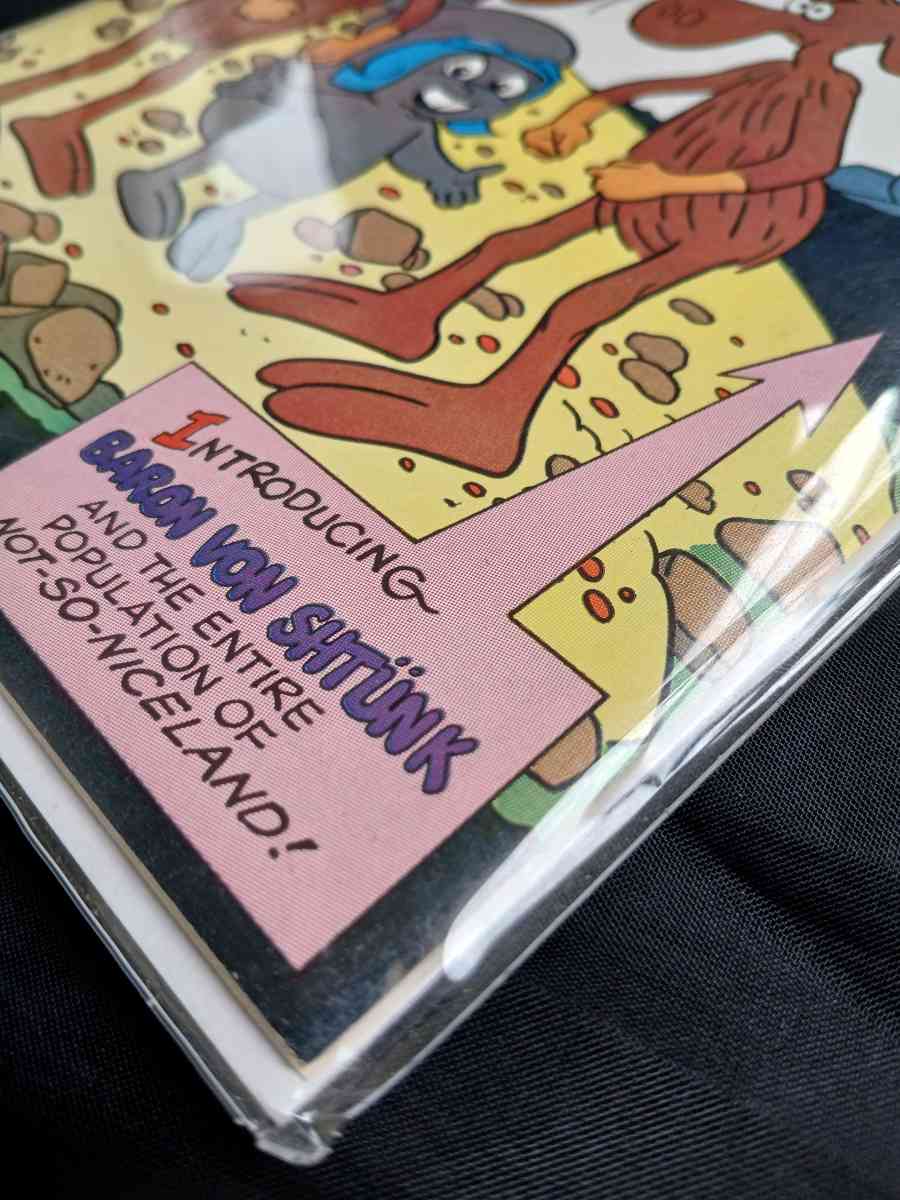 INTRODUCING
BARON VON SHTÜNK
AND THE ENTIRE
POPULATION OF
NOT-SO-NICELAND!